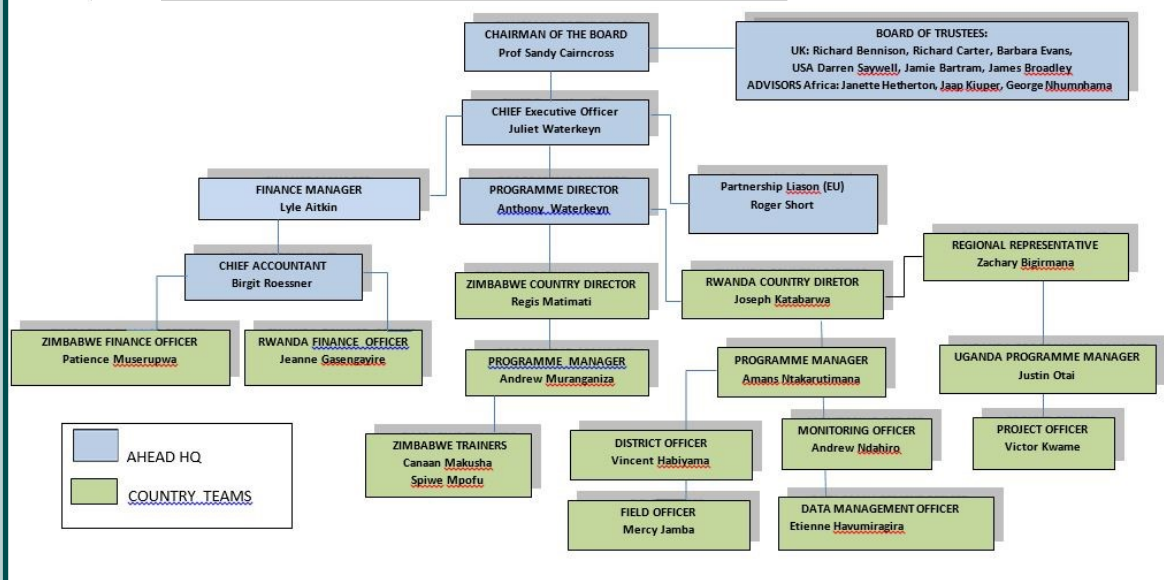 CHAIRMAN OF THE BOARD
Prof Sandy Cairncross
BOARD OF TRUSTEES:
UK: Richard Bennison, Richard Carter, Barbara Evans,
USA Darren Saywell, Jamie Bartram, James Broadley
ADVISORS Africa: Janette Hetherton, Jaap Kiuper, George Nhumnhama
CHIEF Executive Officer
Juliet Waterkeyn
FINANCE MANAGER
Lyle Aitkin
PROGRAMME DIRECTOR
Anthony Waterkeyn
Partnership Liason (EU)
Roger Short
REGIONAL REPRESENTATIVE
Zachary Bigirmana
CHIEF ACCOUNTANT
Birgit Roessner
ZIMBABWE COUNTRY DIRECTOR
Regis Matimati
RWANDA COUNTRY DIRETOR
Joseph Katabarwa
ZIMBABWE FINANCE OFFICER
Patience Muserupwa
RWANDA FINANCE OFFICER
Jeanne Gasengayire
PROGRAMME MANAGER
Andrew Muranganiza
PROGRAMME MANAGER
Amans Ntakarutimana
UGANDA PROGRAMME MANAGER
Justin Otai
ZIMBABWE TRAINERS
Canaan Makusha
Spiwe Mpofu
DISTRICT OFFICER
Vincent Habiyama
MONITORING OFFICER
Andrew Ndahiro
PROJECT OFFICER
Victor Kwame
FIELD OFFICER
Mercy Jamba
DATA MANAGEMENT OFFICER
Etienne Havumiragira
AHEAD HQ
COUNTRY TEAMS